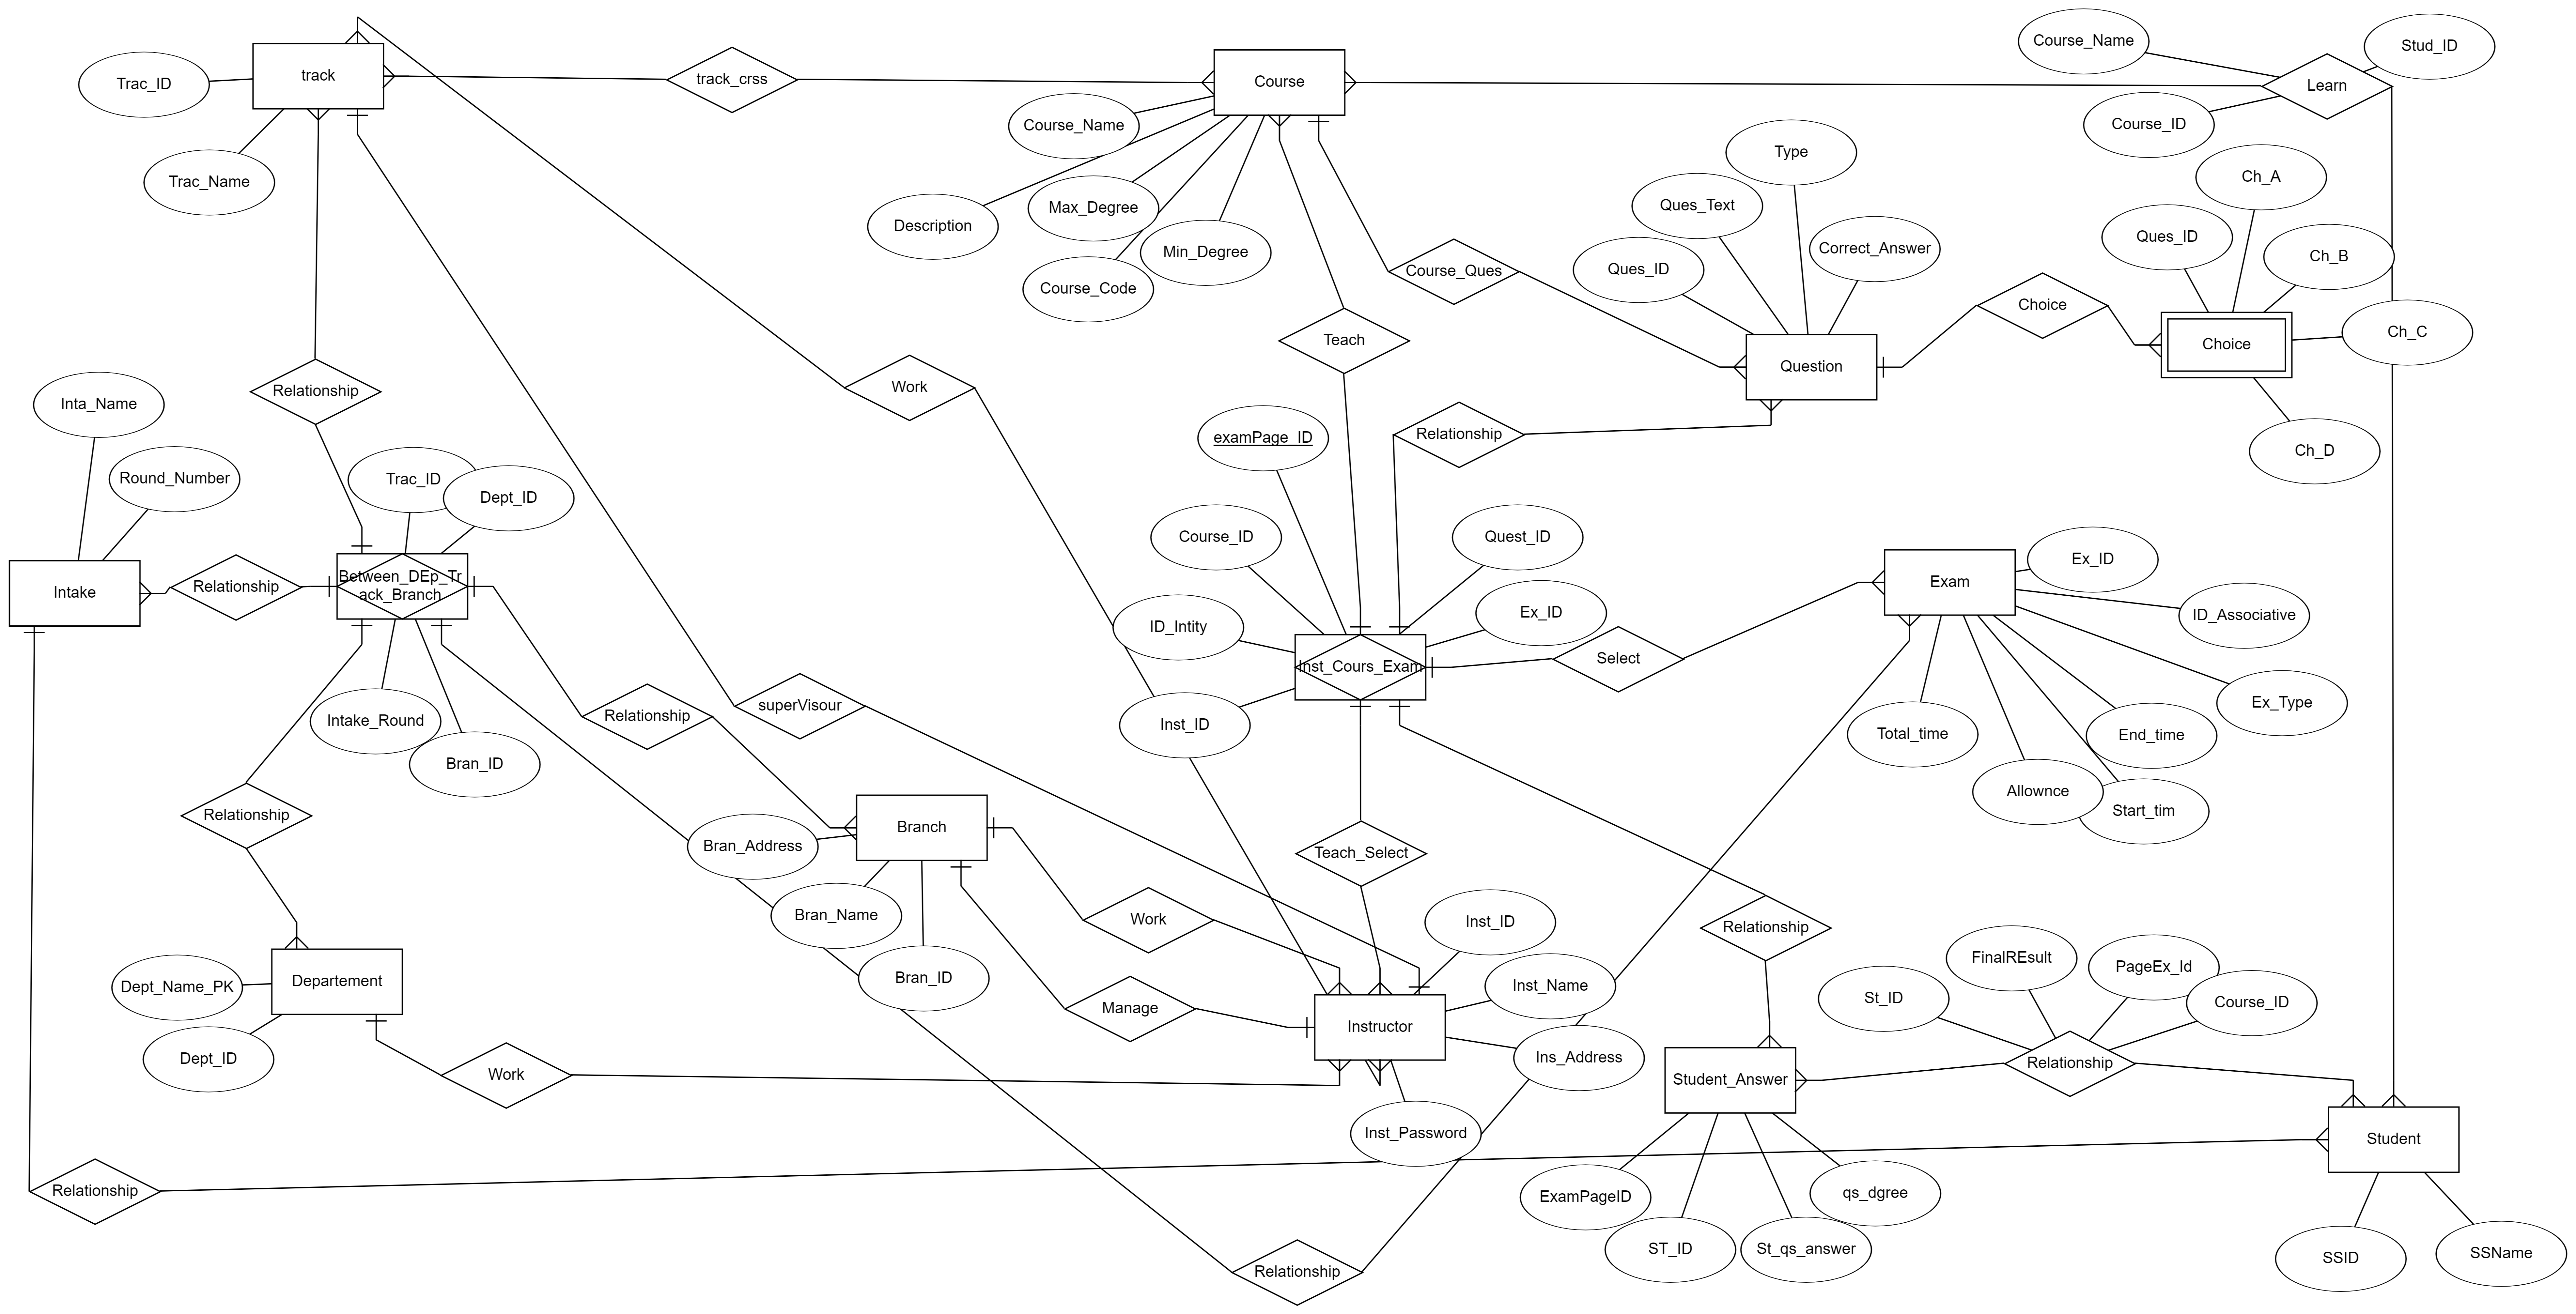 Course_Name
Stud_ID
track
Trac_ID
track_crss
Course
Learn
Course_Name
Course_ID
Type
Trac_Name
Ch_A
Max_Degree
Ques_Text
Description
Ques_ID
Min_Degree
Correct_Answer
Ch_B
Course_Ques
Ques_ID
Course_Code
Choice
Teach
Ch_C
Choice
Question
Relationship
Work
Inta_Name
examPage_ID
Relationship
Ch_D
Round_Number
Trac_ID
Dept_ID
Course_ID
Quest_ID
Ex_ID
Between_DEp_Tr
ack_Branch
Exam
Relationship
Intake
Ex_ID
ID_Associative
ID_Intity
Select
Inst_Cours_Exam
Ex_Type
superVisour
Relationship
Intake_Round
Inst_ID
Total_time
End_time
Bran_ID
Allownce
Start_tim
Relationship
Branch
Bran_Address
Teach_Select
Bran_Name
Work
Inst_ID
Relationship
FinalREsult
PageEx_Id
Bran_ID
Departement
Dept_Name_PK
Inst_Name
St_ID
Course_ID
Manage
Instructor
Dept_ID
Ins_Address
Relationship
Work
Student_Answer
Inst_Password
Student
Relationship
ExamPageID
qs_dgree
ST_ID
St_qs_answer
SSName
SSID
Relationship